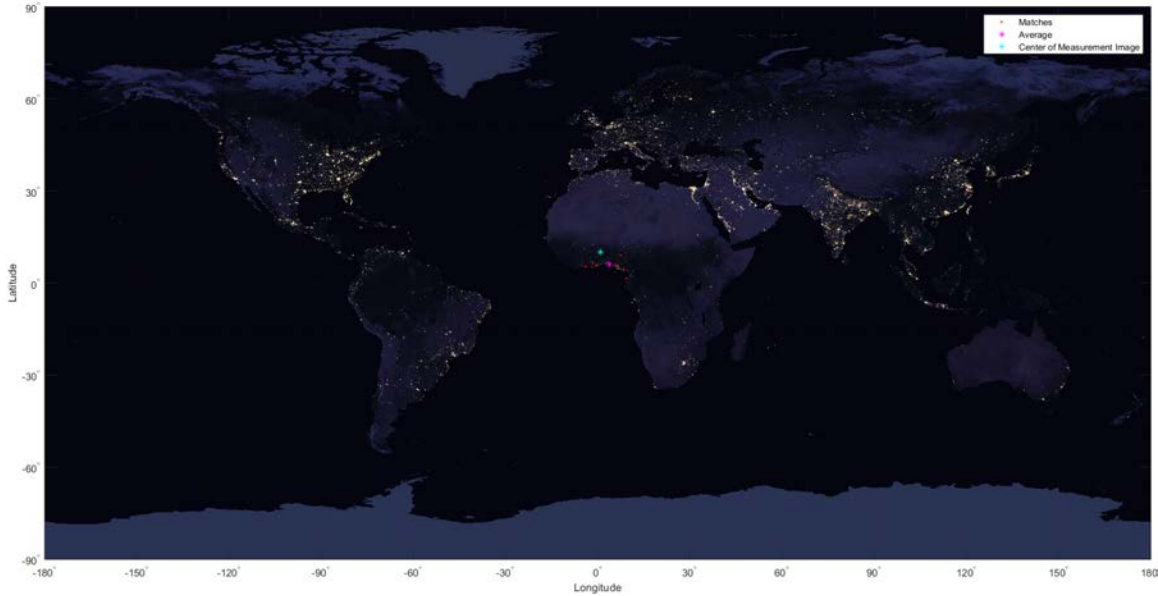 90°
Matches
Average
Center of Measurement Image
60°
30°
Latitude
0°
-30°
-60°
-90°
-180° -150° -120° -90° -60° -30° 0° 30° 60° 90° 120° 150° 180
Longitude